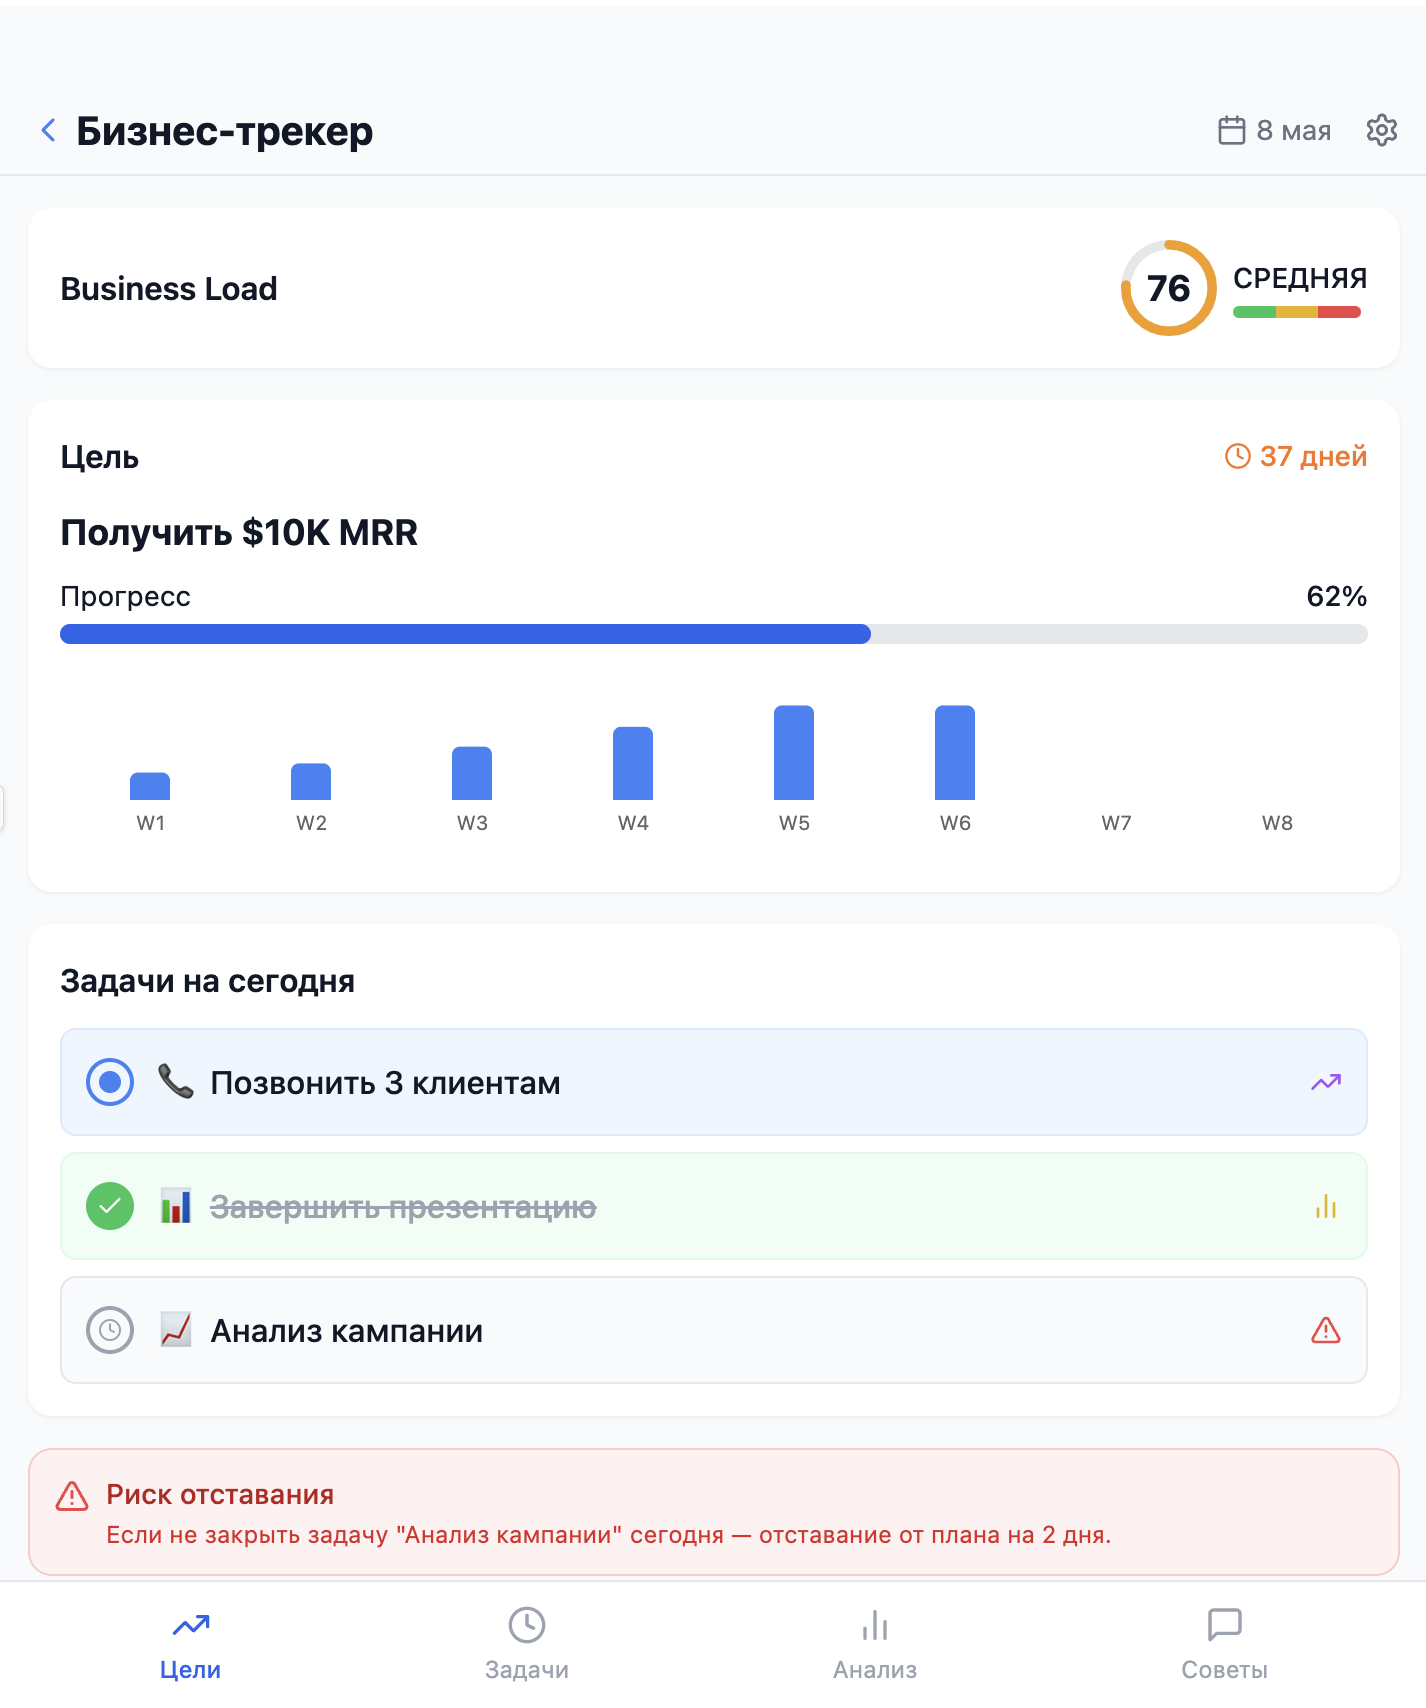 Бизнес-трекер
8 мая
Business Load
76
СРЕДНЯЯ
Цель
37 дней
Получить $10K MRR
Прогресс
62%
W1 W2 W3 W4 W5 W6 W7 W8
Задачи на сегодня
Позвонить 3 клиентам
Завершить презентацию
Анализ кампании
Риск отставания
Если не закрыть задачу "Анализ кампании" сегодня — отставание от плана на 2 дня.
Цели Задачи Анализ Советы